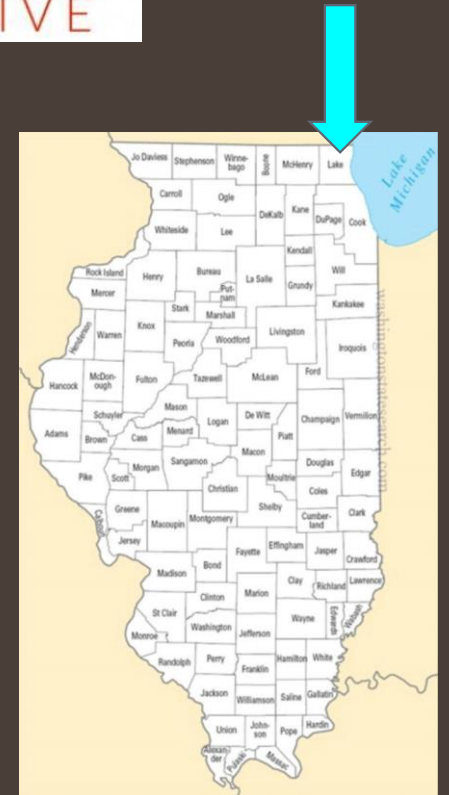 IVE
Jo Daviess Stephenson Winne-
bago Boone McHenry Lake
Lake
Michigan
Carroll Ogle DeKalb Kane DuPage Cook
Whiteside Lee Kendall
Rock Island Henry Bureau La Salle Grundy Will
Mercer Put-
nam Kankakee
Henderson Warren Knox Stark Marshall
Peoria Woodford Livingston Iroquois
Hancock McDon-
ough Fulton Tazewell McLean Ford
Schuyler Mason De Witt
Adams Brown Cass Menard Logan Piatt Champaign Vermilion
Macon
Pike Scott Morgan Sangamon Moultrie Douglas Edgar
Christian Coles
Calhoun Greene Macoupin Montgomery Shelby Cumber-
land Clark
Jersey Fayette Effingham Jasper Crawford
Madison Bond Clay Richland Lawrence
Clinton Marion
St Clair Wayne Edwards Wabash
Monroe Washington Jefferson
Randolph Perry Franklin Hamilton White
Jackson Williamson Saline Gallatin
Union John-
son Pope Hardin
Alexan-
der Pulaski Massac